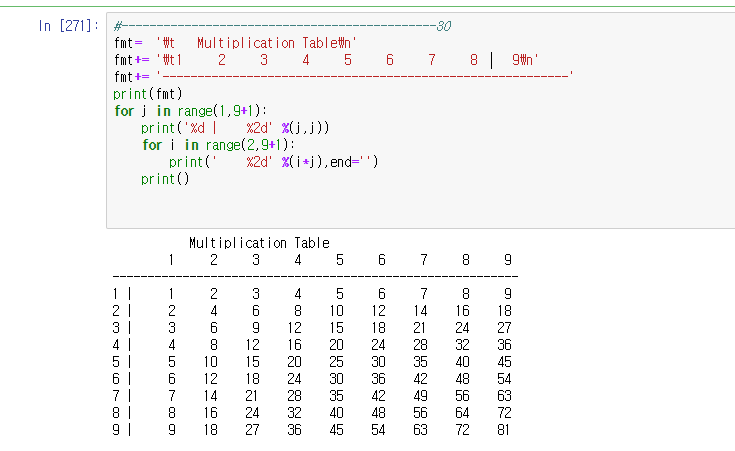 In [271]: #---------------------------------------------30
fmt= '₩t   Multiplication Table₩n'
fmt+= '₩t1     2     3     4     5     6     7     8     9₩n'
fmt+= '----------------------------------------------------------'
print(fmt)
for j in range(1,9+1):
    print('%d |    %2d' %(j,j))
    for i in range(2,9+1):
        print('    %2d' %(i*j),end='')
    print()
Multiplication Table
1     2     3     4     5     6     7     8     9
----------------------------------------------------------
1 |     1     2     3     4     5     6     7     8     9
2 |     2     4     6     8    10    12    14    16    18
3 |     3     6     9    12    15    18    21    24    27
4 |     4     8    12    16    20    24    28    32    36
5 |     5    10    15    20    25    30    35    40    45
6 |     6    12    18    24    30    36    42    48    54
7 |     7    14    21    28    35    42    49    56    63
8 |     8    16    24    32    40    48    56    64    72
9 |     9    18    27    36    45    54    63    72    81